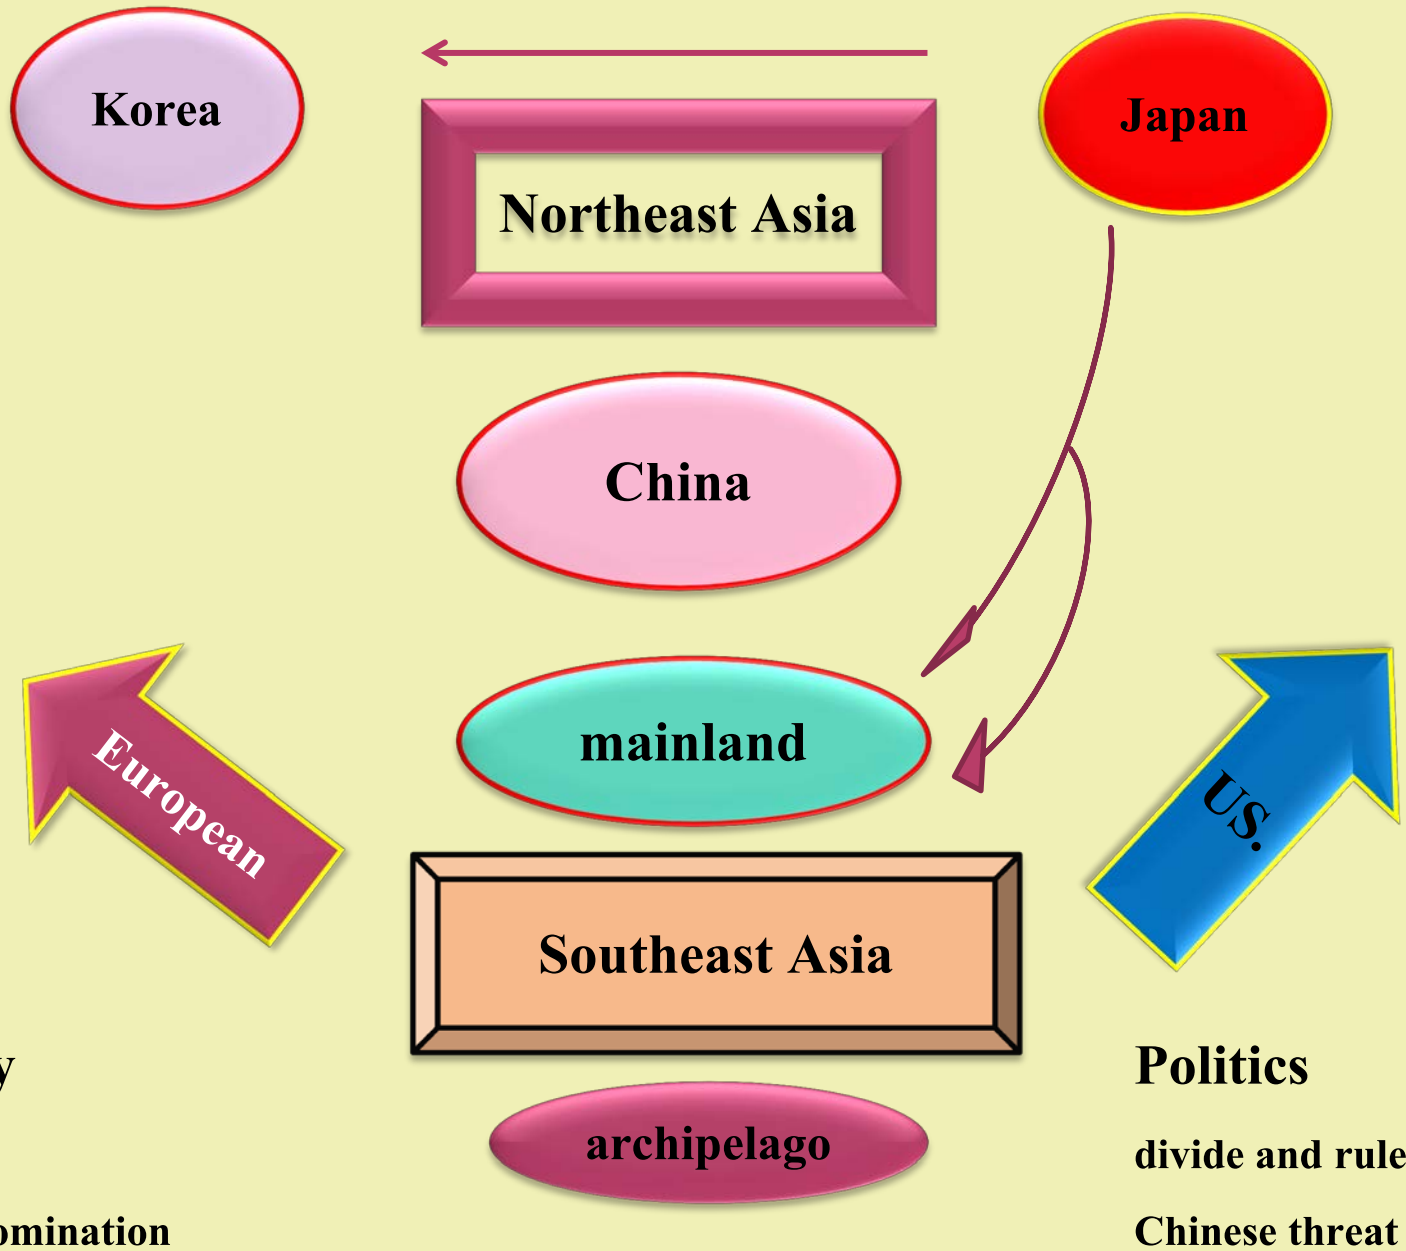 Korea
Japan
Northeast Asia
China
mainland
European
US.
Southeast Asia
Politics
archipelago
divide and rule
Chinese threat